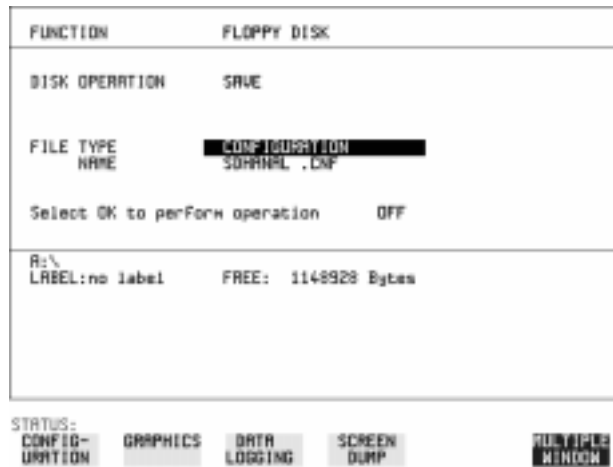 FUNCTION FLOPPY DISK
DISK OPERATION SAVE
FILE TYPE CONFIGURATION
NAME SDHANAL .CNF
Select OK to perform operation OFF
A:\
LABEL:no label FREE: 1148928 Bytes
STATUS:
CONFIG- GRAPHICS DATA SCREEN MULTIPLE
URATION LOGGING DUMP WINDOW